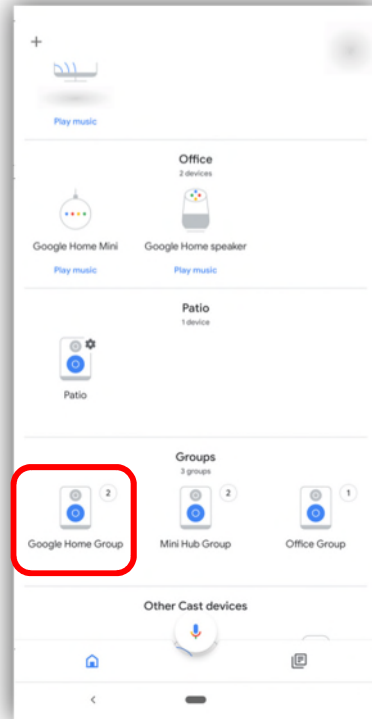 +
Play music
Office
2 devices
Google Home Mini
Google Home speaker
Play music
Play music
Patio
1 device
Patio
Groups
3 groups
2
2
1
Google Home Group
Mini Hub Group
Office Group
Other Cast devices